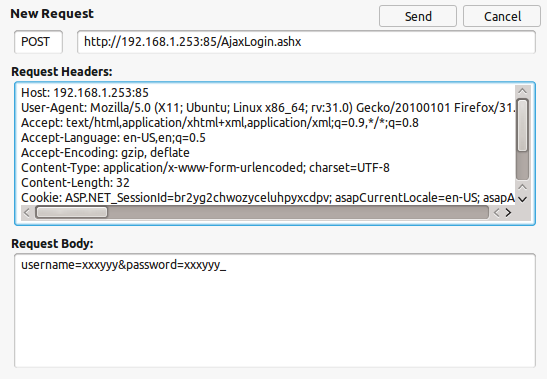 New Request
Send
Cancel
POST
http://192.168.1.253:85/AjaxLogin.ashx
Request Headers:
Host: 192.168.1.253:85
User-Agent: Mozilla/5.0 (X11; Ubuntu; Linux x86_64; rv:31.0) Gecko/20100101 Firefox/31.
Accept: text/html,application/xhtml+xml,application/xml;q=0.9,*/*;q=0.8
Accept-Language: en-US,en;q=0.5
Accept-Encoding: gzip, deflate
Content-Type: application/x-www-form-urlencoded; charset=UTF-8
Content-Length: 32
Cookie: ASP.NET_SessionId=br2yg2chwozyceluhpyxcdpv; asapCurrentLocale=en-US; asapA
Request Body:
username=xxxyyy&password=xxxyyy_